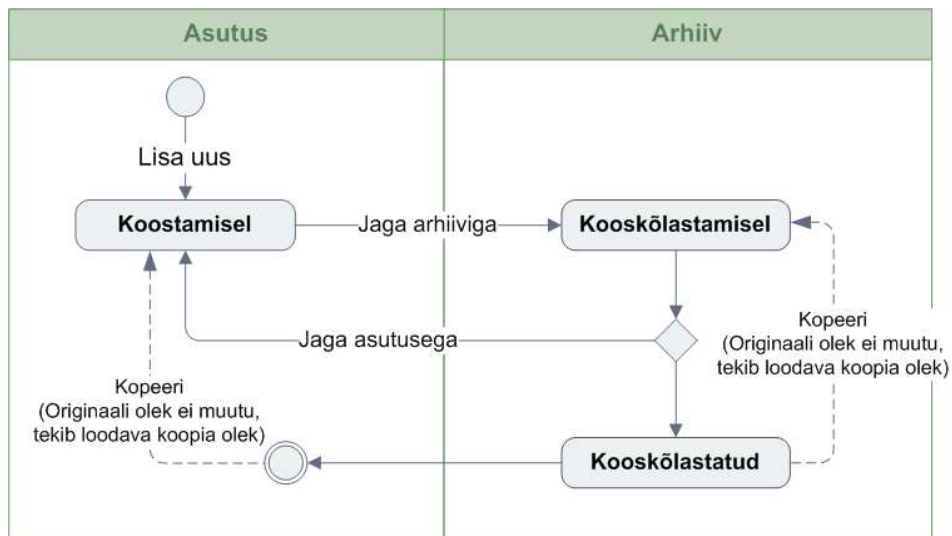 Asutus
Arhiiv
Lisa uus
Koostamisel
Jaga arhiiviga
Kooskõlastamisel
Jaga asutusega
Kopeeri
(Originaali olek ei muutu,
tekib loodava koopia olek)
Kopeeri
(Originaali olek ei muutu,
tekib loodava koopia olek)
Kooskõlastatud